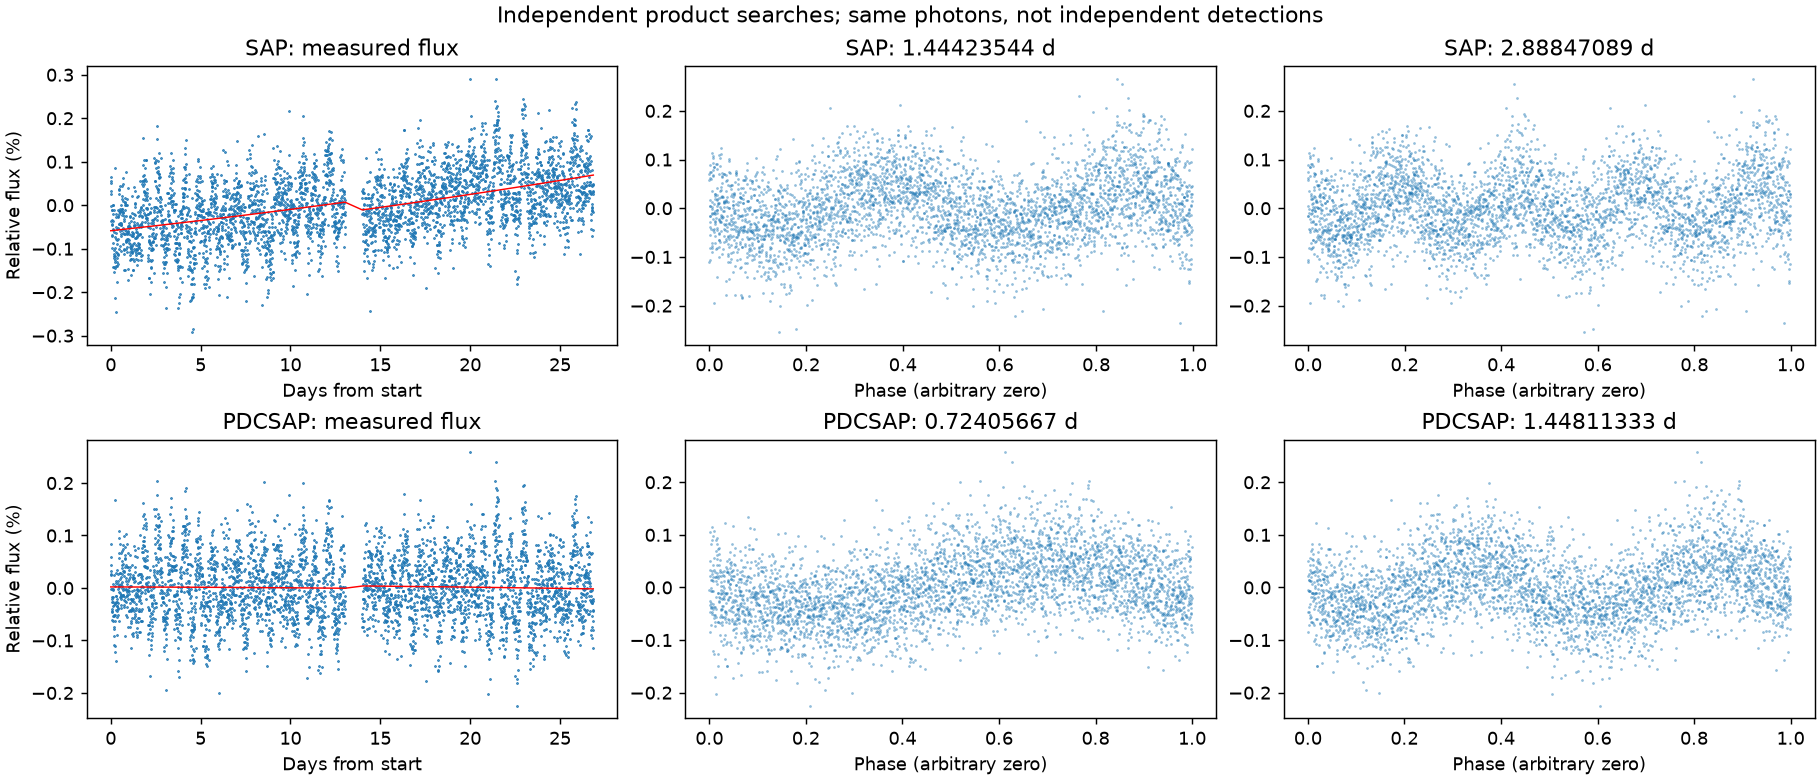 Independent product searches; same photons, not independent detections
SAP: measured flux
SAP: 1.44423544 d
SAP: 2.88847089 d
Relative flux (%)
0.3
0.2
0.1
0.0
−0.1
−0.2
−0.3
0 5 10 15 20 25
Days from start
0.2
0.1
0.0
−0.1
−0.2
0.0 0.2 0.4 0.6 0.8 1.0
Phase (arbitrary zero)
0.2
0.1
0.0
−0.1
−0.2
0.0 0.2 0.4 0.6 0.8 1.0
Phase (arbitrary zero)
PDCSAP: measured flux
PDCSAP: 0.72405667 d
PDCSAP: 1.44811333 d
Relative flux (%)
0.2
0.1
0.0
−0.1
−0.2
0 5 10 15 20 25
Days from start
0.2
0.1
0.0
−0.1
−0.2
0.0 0.2 0.4 0.6 0.8 1.0
Phase (arbitrary zero)
0.2
0.1
0.0
−0.1
−0.2
0.0 0.2 0.4 0.6 0.8 1.0
Phase (arbitrary zero)